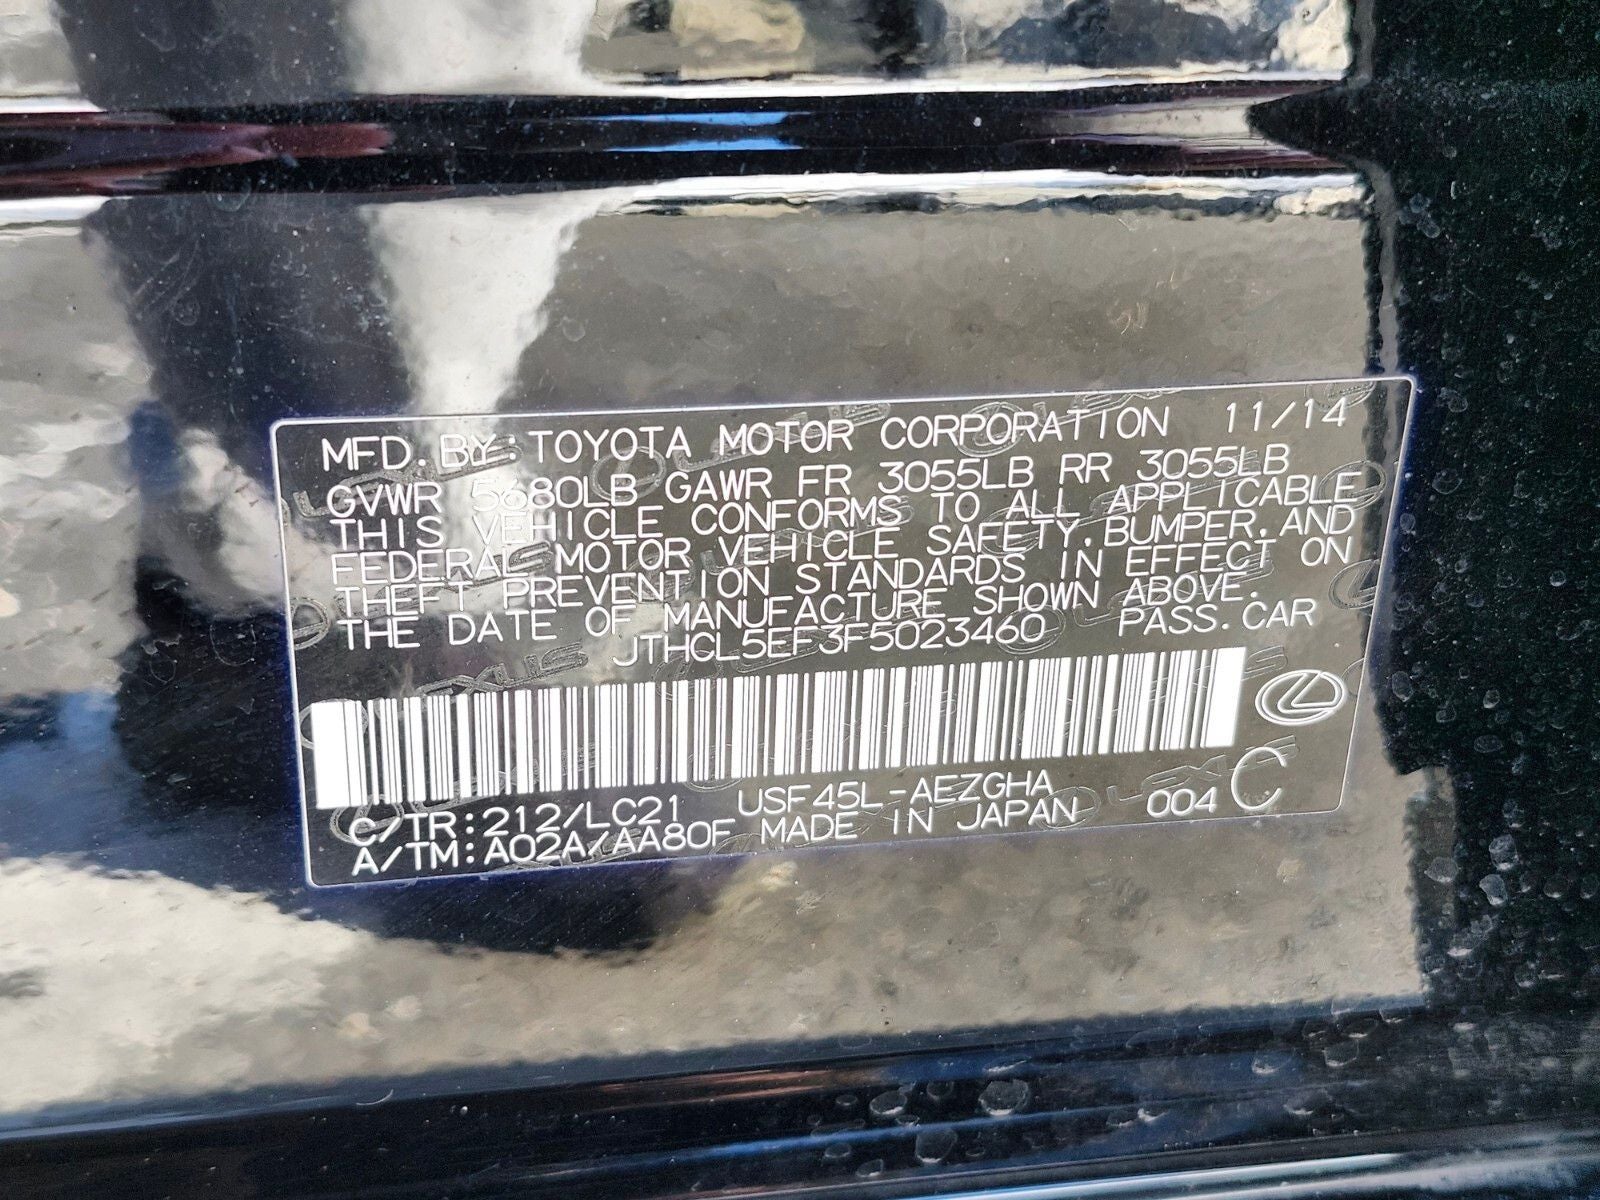 MFD. BY: TOYOTA MOTOR CORPORATION 11/14
GVWR 5680LB GAWR FR 3055LB RR 3055LB
THIS VEHICLE CONFORMS TO ALL APPLICABLE
FEDERAL MOTOR VEHICLE SAFETY, BUMPER, AND
THEFT PREVENTION STANDARDS IN EFFECT ON
THE DATE OF MANUFACTURE SHOWN ABOVE.
JTHCL5EF3F5023460 PASS. CAR
C/TR:212/LC21 USF45L-AEZGHA
A/TM:A02A/AA80F MADE IN JAPAN 004 C